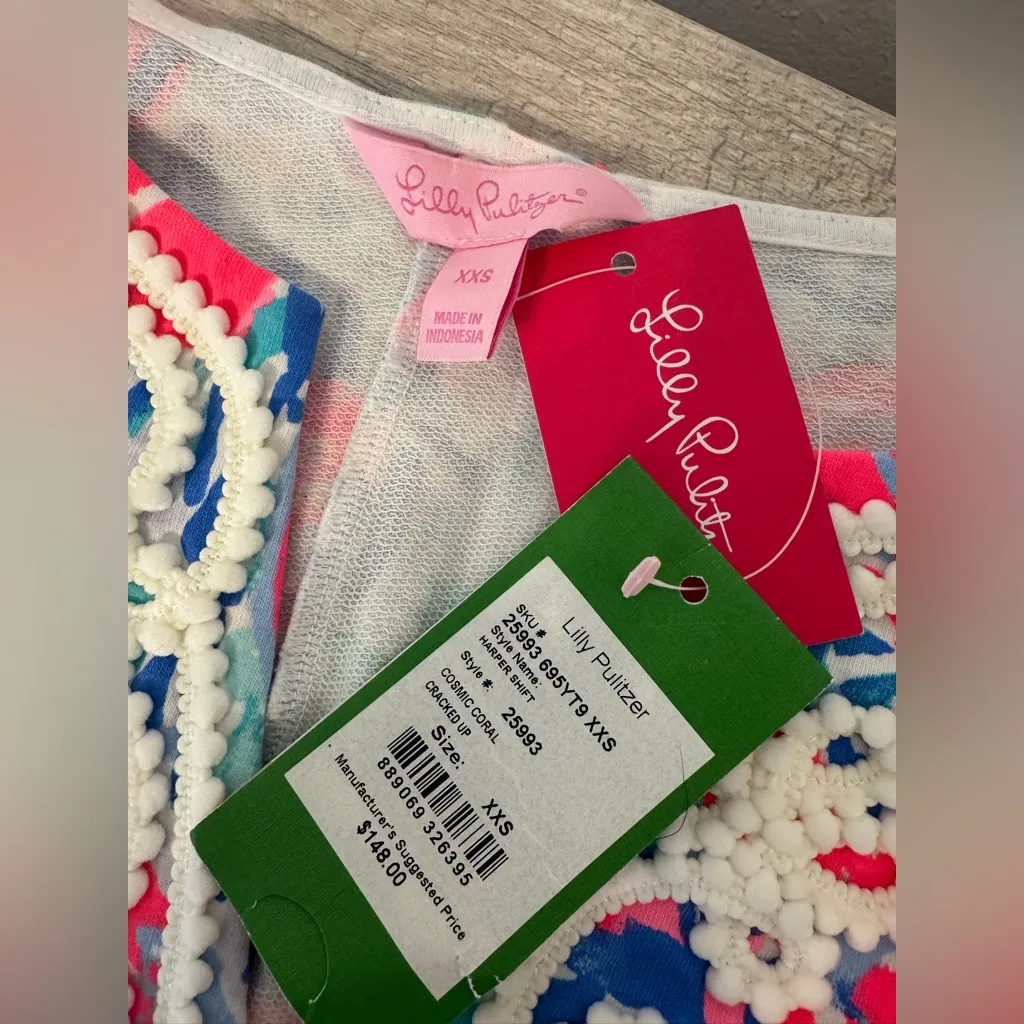 Lilly Pulitzer®
XXS
MADE IN
INDONESIA
Lilly Pulitz
Lilly Pulitzer
SKU #
25993 695YT9 XXS
Style Name:
HARPER SHIFT
Style #: 25993
COSMIC CORAL
CRACKED UP
Size: XXS
889069 326395
Manufacturer's Suggested Price
$148.00